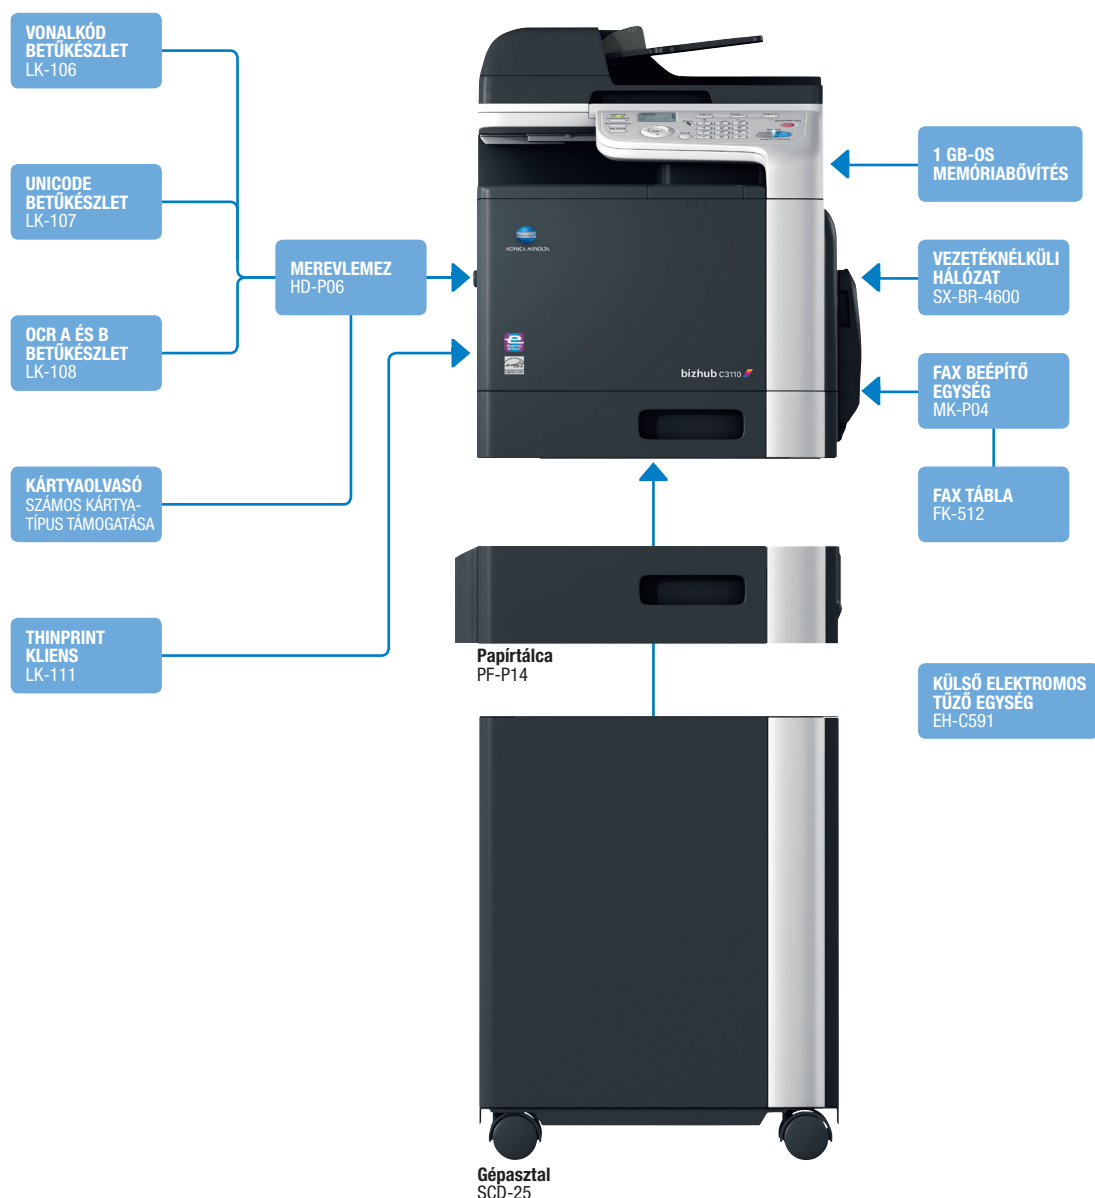 VONALKÓD
BETŰKÉSZLET
LK-106
UNICODE
BETŰKÉSZLET
LK-107
OCR A ÉS B
BETŰKÉSZLET
LK-108
KÁRTYAOLVASÓ
SZÁMOS KÁRTYA-
TÍPUS TÁMOGATÁSA
THINPRINT
KLIENS
LK-111
MEREVLEMEZ
HD-P06
KONICA MINOLTA
bizhub C3110
1 GB-OS
MEMÓRIABŐVÍTÉS
VEZETÉKNÉLKÜLI
HÁLÓZAT
SX-BR-4600
FAX BEÉPÍTŐ
EGYSÉG
MK-P04
FAX TÁBLA
FK-512
KÜLSŐ ELEKTROMOS
TŰZŐ EGYSÉG
EH-C591
Papírtálca
PF-P14
Gépasztal
SCD-25